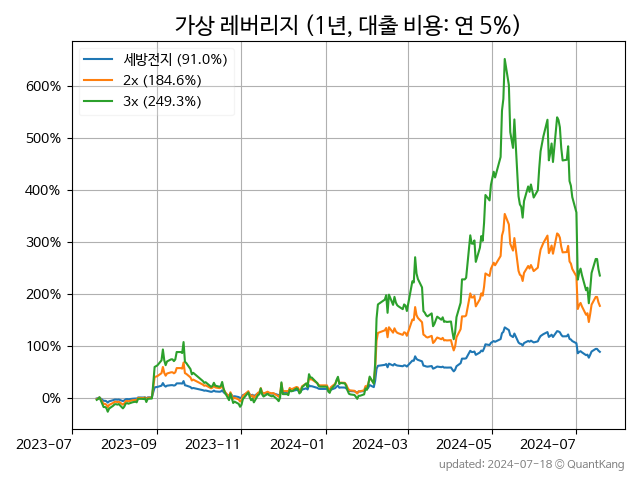 가상 레버리지 (1년, 대출 비용: 연 5%)
세방전지 (91.0%)
2x (184.6%)
3x (249.3%)
600%
500%
400%
300%
200%
100%
0%
2023-07 2023-09 2023-11 2024-01 2024-03 2024-05 2024-07
updated: 2024-07-18 © QuantKang